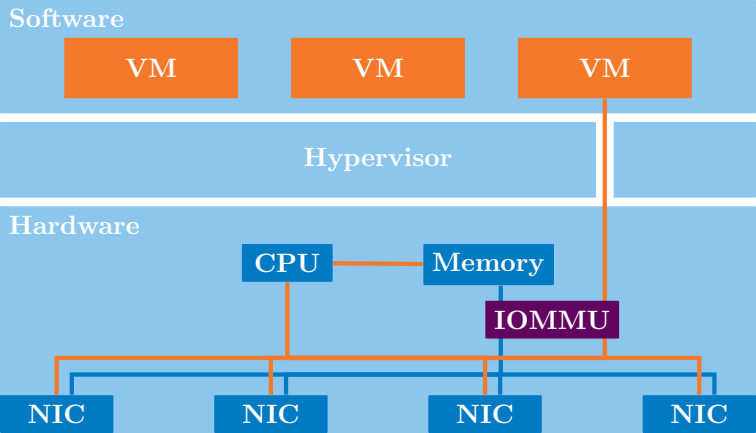 Software
VM
VM
VM
Hypervisor
Hardware
CPU
Memory
IOMMU
NIC
NIC
NIC
NIC